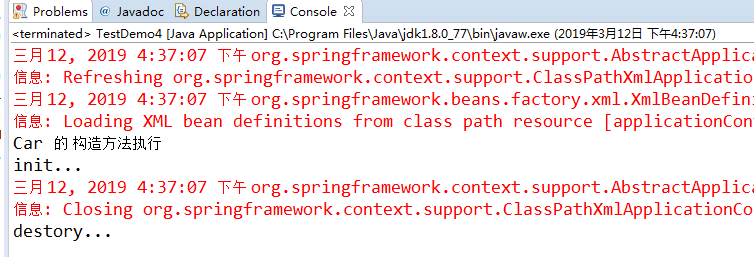 Problems @ Javadoc Declaration Console
<terminated> TestDemo4 [Java Application] C:\Program Files\Java\jdk1.8.0_77\bin\javaw.exe (2019年3月12日 下午4:37:07)
三月 12, 2019 4:37:07 下午 org.springframework.context.support.AbstractApplica
信息: Refreshing org.springframework.context.support.ClassPathXmlApplicatio
三月 12, 2019 4:37:07 下午 org.springframework.beans.factory.xml.XmlBeanDefini
信息: Loading XML bean definitions from class path resource [applicationCon
Car 的构造方法执行
init...
三月 12, 2019 4:37:07 下午 org.springframework.context.support.AbstractApplica
信息: Closing org.springframework.context.support.ClassPathXmlApplicationCo
destory...